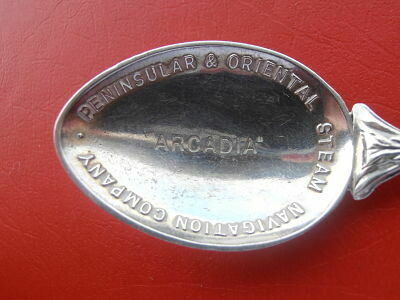 PENINSULAR & ORIENTAL STEAM NAVIGATION COMPANY
"ARCADIA"